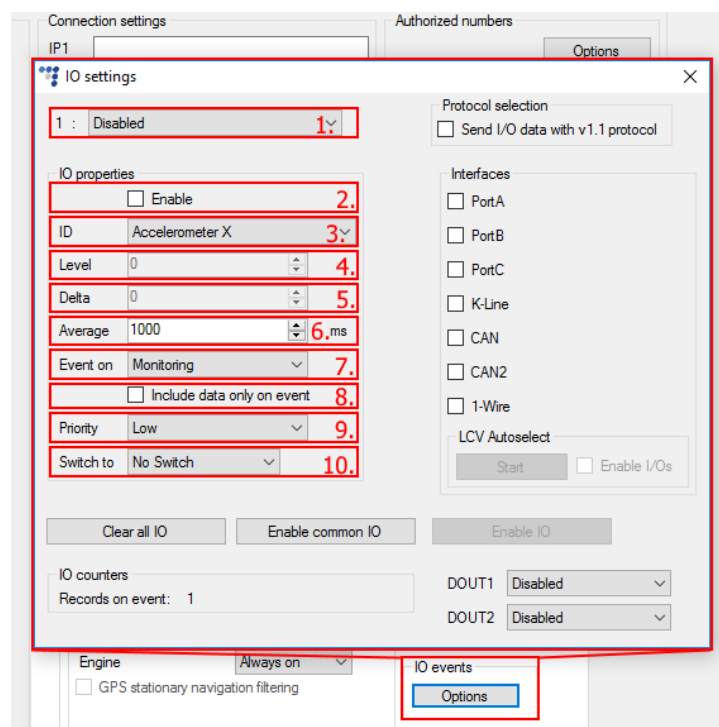 Connection settings
Authorized numbers
IP1
Options
IO settings
1 : Disabled 1.
Protocol selection
Send I/O data with v1.1 protocol
IO properties
Enable 2.
ID Accelerometer X 3.
Level 0 4.
Delta 0 5.
Average 1000 6. ms
Event on Monitoring 7.
Include data only on event 8.
Priority Low 9.
Switch to No Switch 10.
Interfaces
PortA
PortB
PortC
K-Line
CAN
CAN2
1-Wire
LCV Autoselect
Start Enable I/Os
Clear all IO Enable common IO Enable IO
IO counters
Records on event: 1
DOUT1 Disabled
DOUT2 Disabled
Engine Always on
GPS stationary navigation filtering
IO events
Options